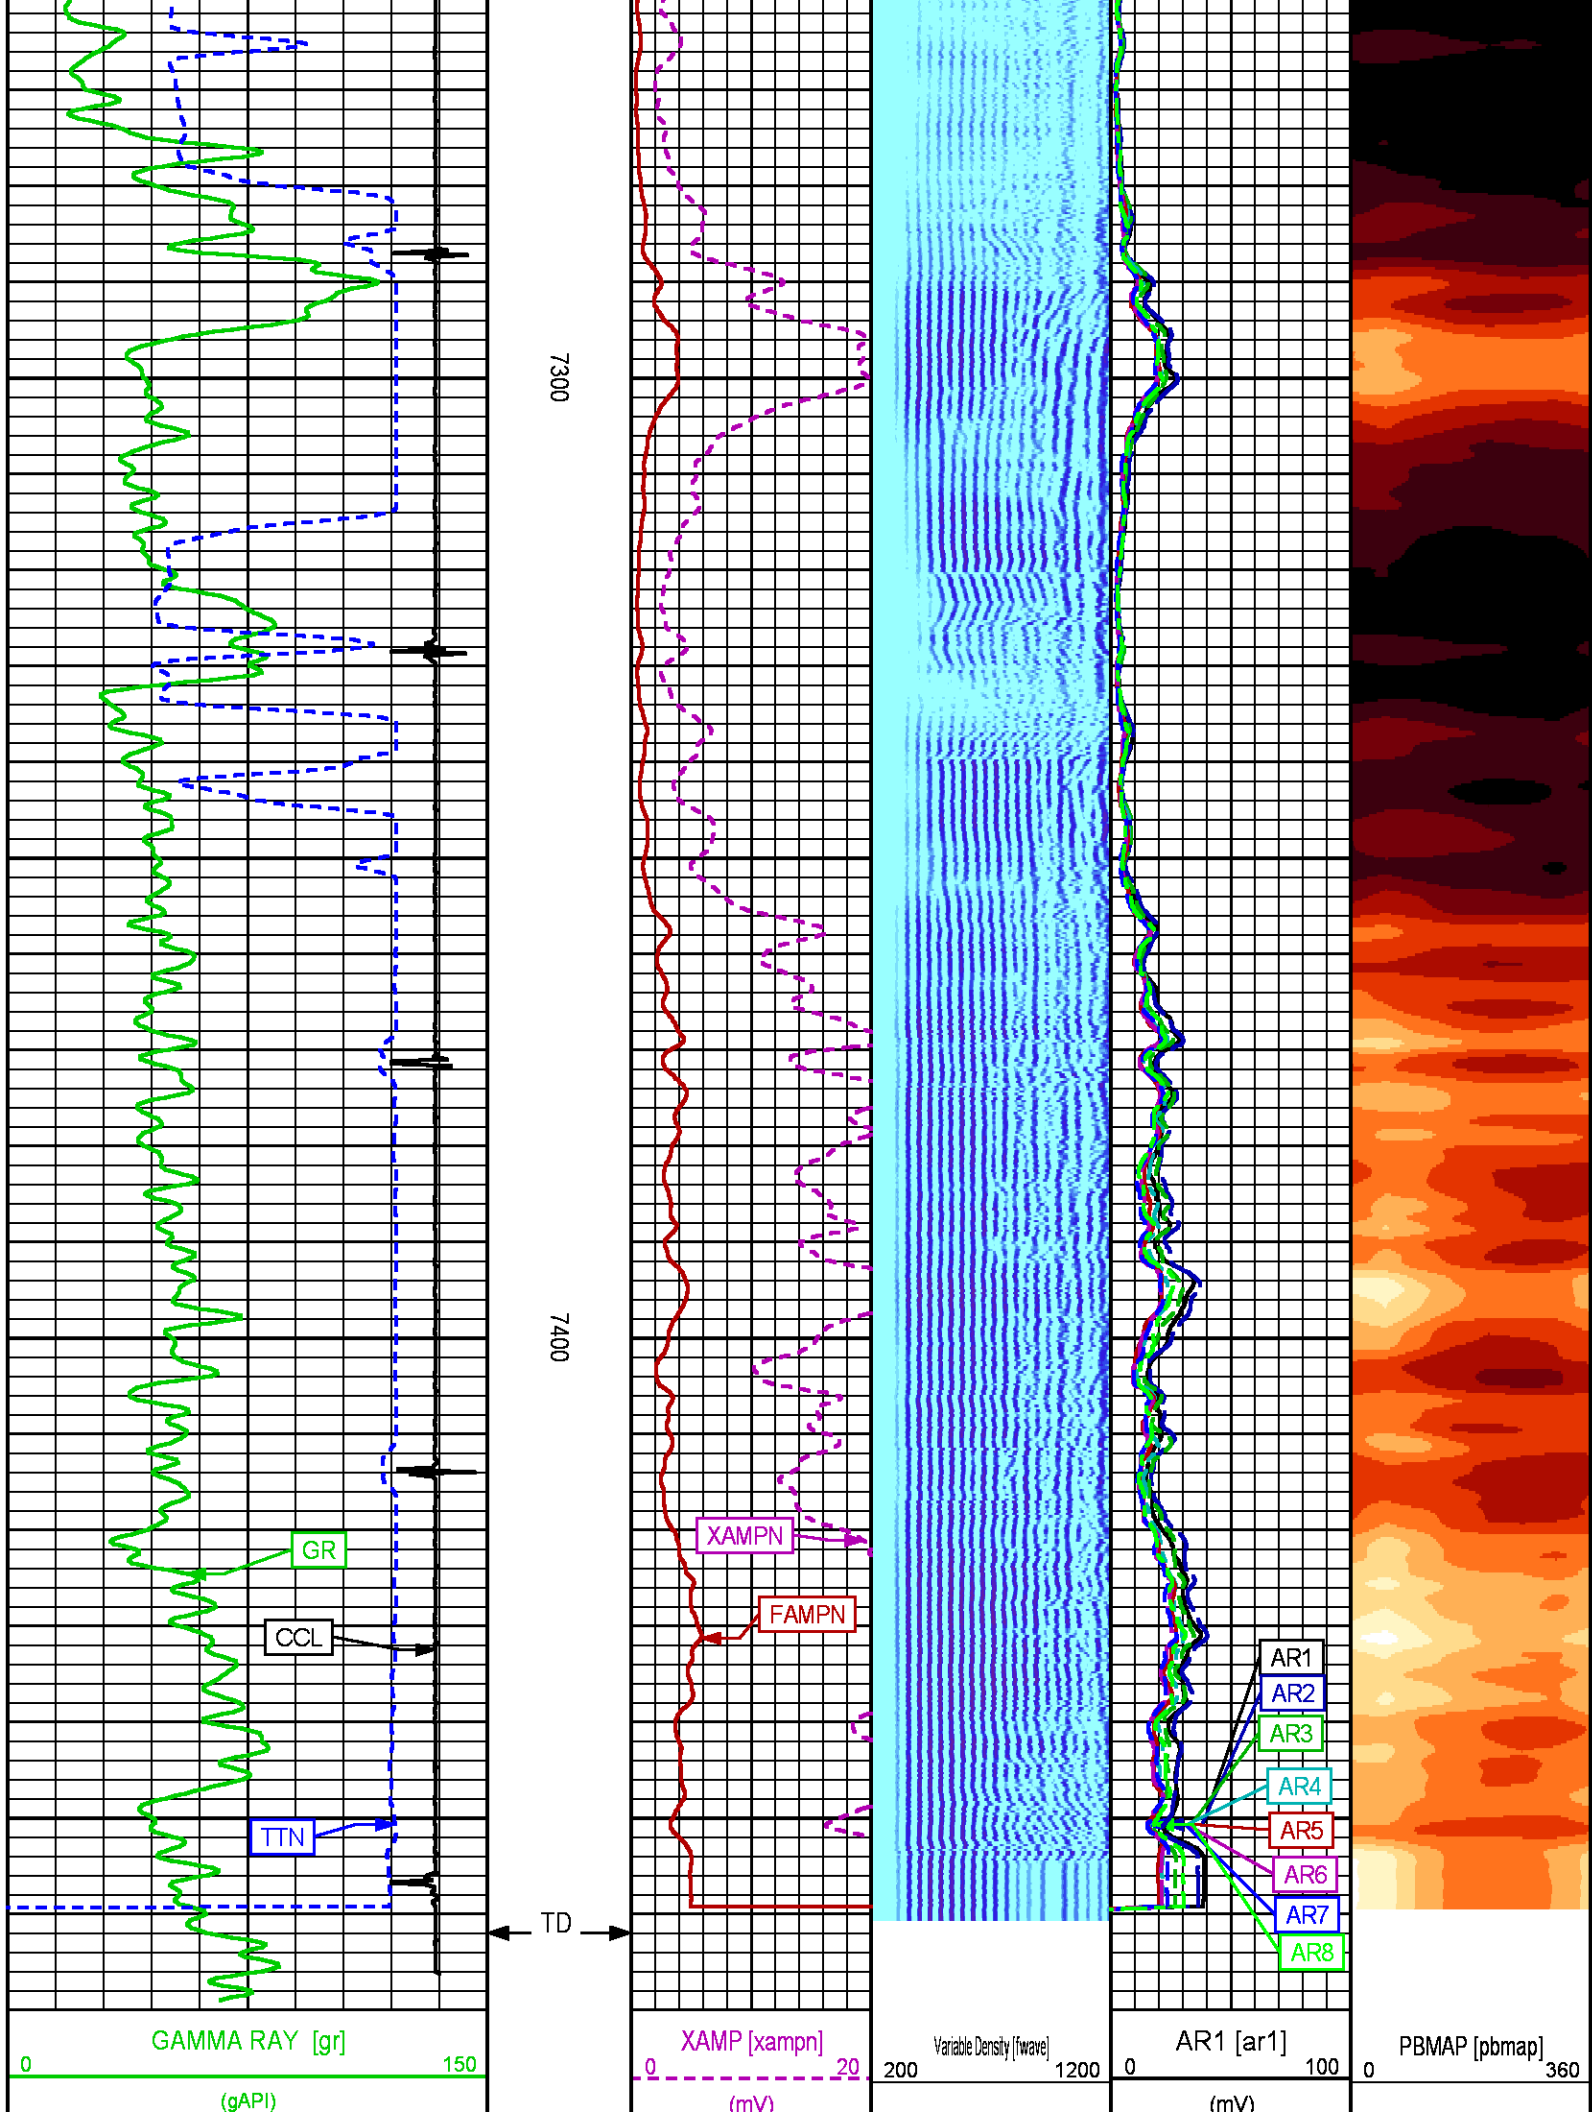 7300
7400
XAMPN
GR
FAMPN
CCL
AR1
AR2
AR3
AR4
TTN
AR5
AR6
AR7
TD
AR8
GAMMA RAY [gr]
0 150
(gAPI)
XAMP [xampn]
0 20
(mV)
Variable Density [fwave]
200 1200
AR1 [ar1]
0 100
(mV)
PBMAP [pbmap]
0 360